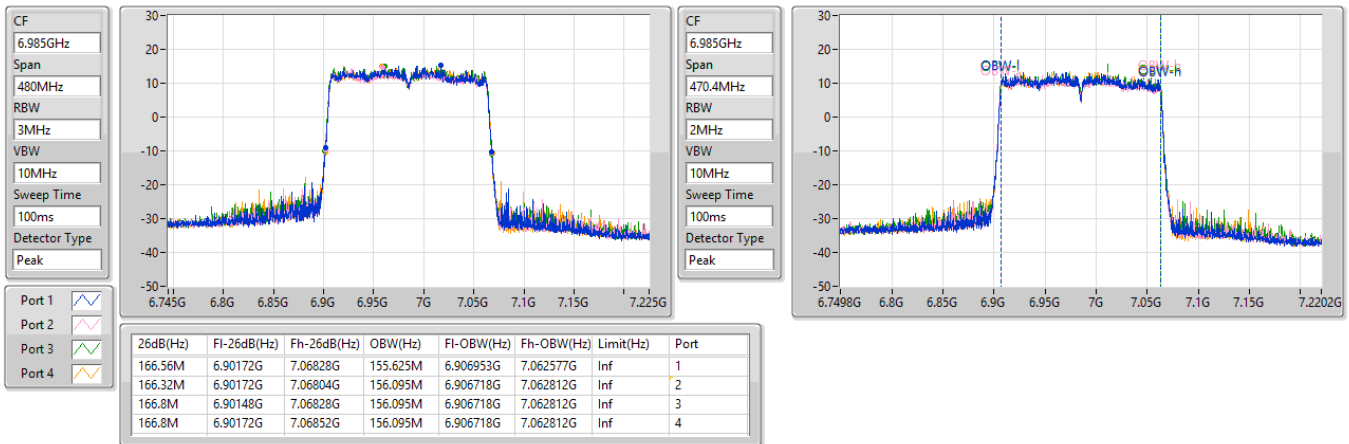 CF
6.985GHz
Span
480MHz
RBW
3MHz
VBW
10MHz
Sweep Time
100ms
Detector Type
Peak
30
20
10
0
-10
-20
-30
-40
-50
6.745G 6.8G 6.85G 6.9G 6.95G 7G 7.05G 7.1G 7.15G 7.225G
CF
6.985GHz
Span
470.4MHz
RBW
2MHz
VBW
10MHz
Sweep Time
100ms
Detector Type
Peak
30
20
10
0
-10
-20
-30
-40
-50
OBW-l
OBW-h
6.7498G 6.8G 6.85G 6.9G 6.95G 7G 7.05G 7.1G 7.15G 7.2202G
Port 1
Port 2
Port 3
Port 4
26dB(Hz) Fl-26dB(Hz) Fh-26dB(Hz) OBW(Hz) Fl-OBW(Hz) Fh-OBW(Hz) Limit(Hz) Port
166.56M 6.90172G 7.06828G 155.625M 6.906953G 7.062577G Inf 1
166.32M 6.90172G 7.06804G 156.095M 6.906718G 7.062812G Inf 2
166.8M 6.90148G 7.06828G 156.095M 6.906718G 7.062812G Inf 3
166.8M 6.90172G 7.06852G 156.095M 6.906718G 7.062812G Inf 4